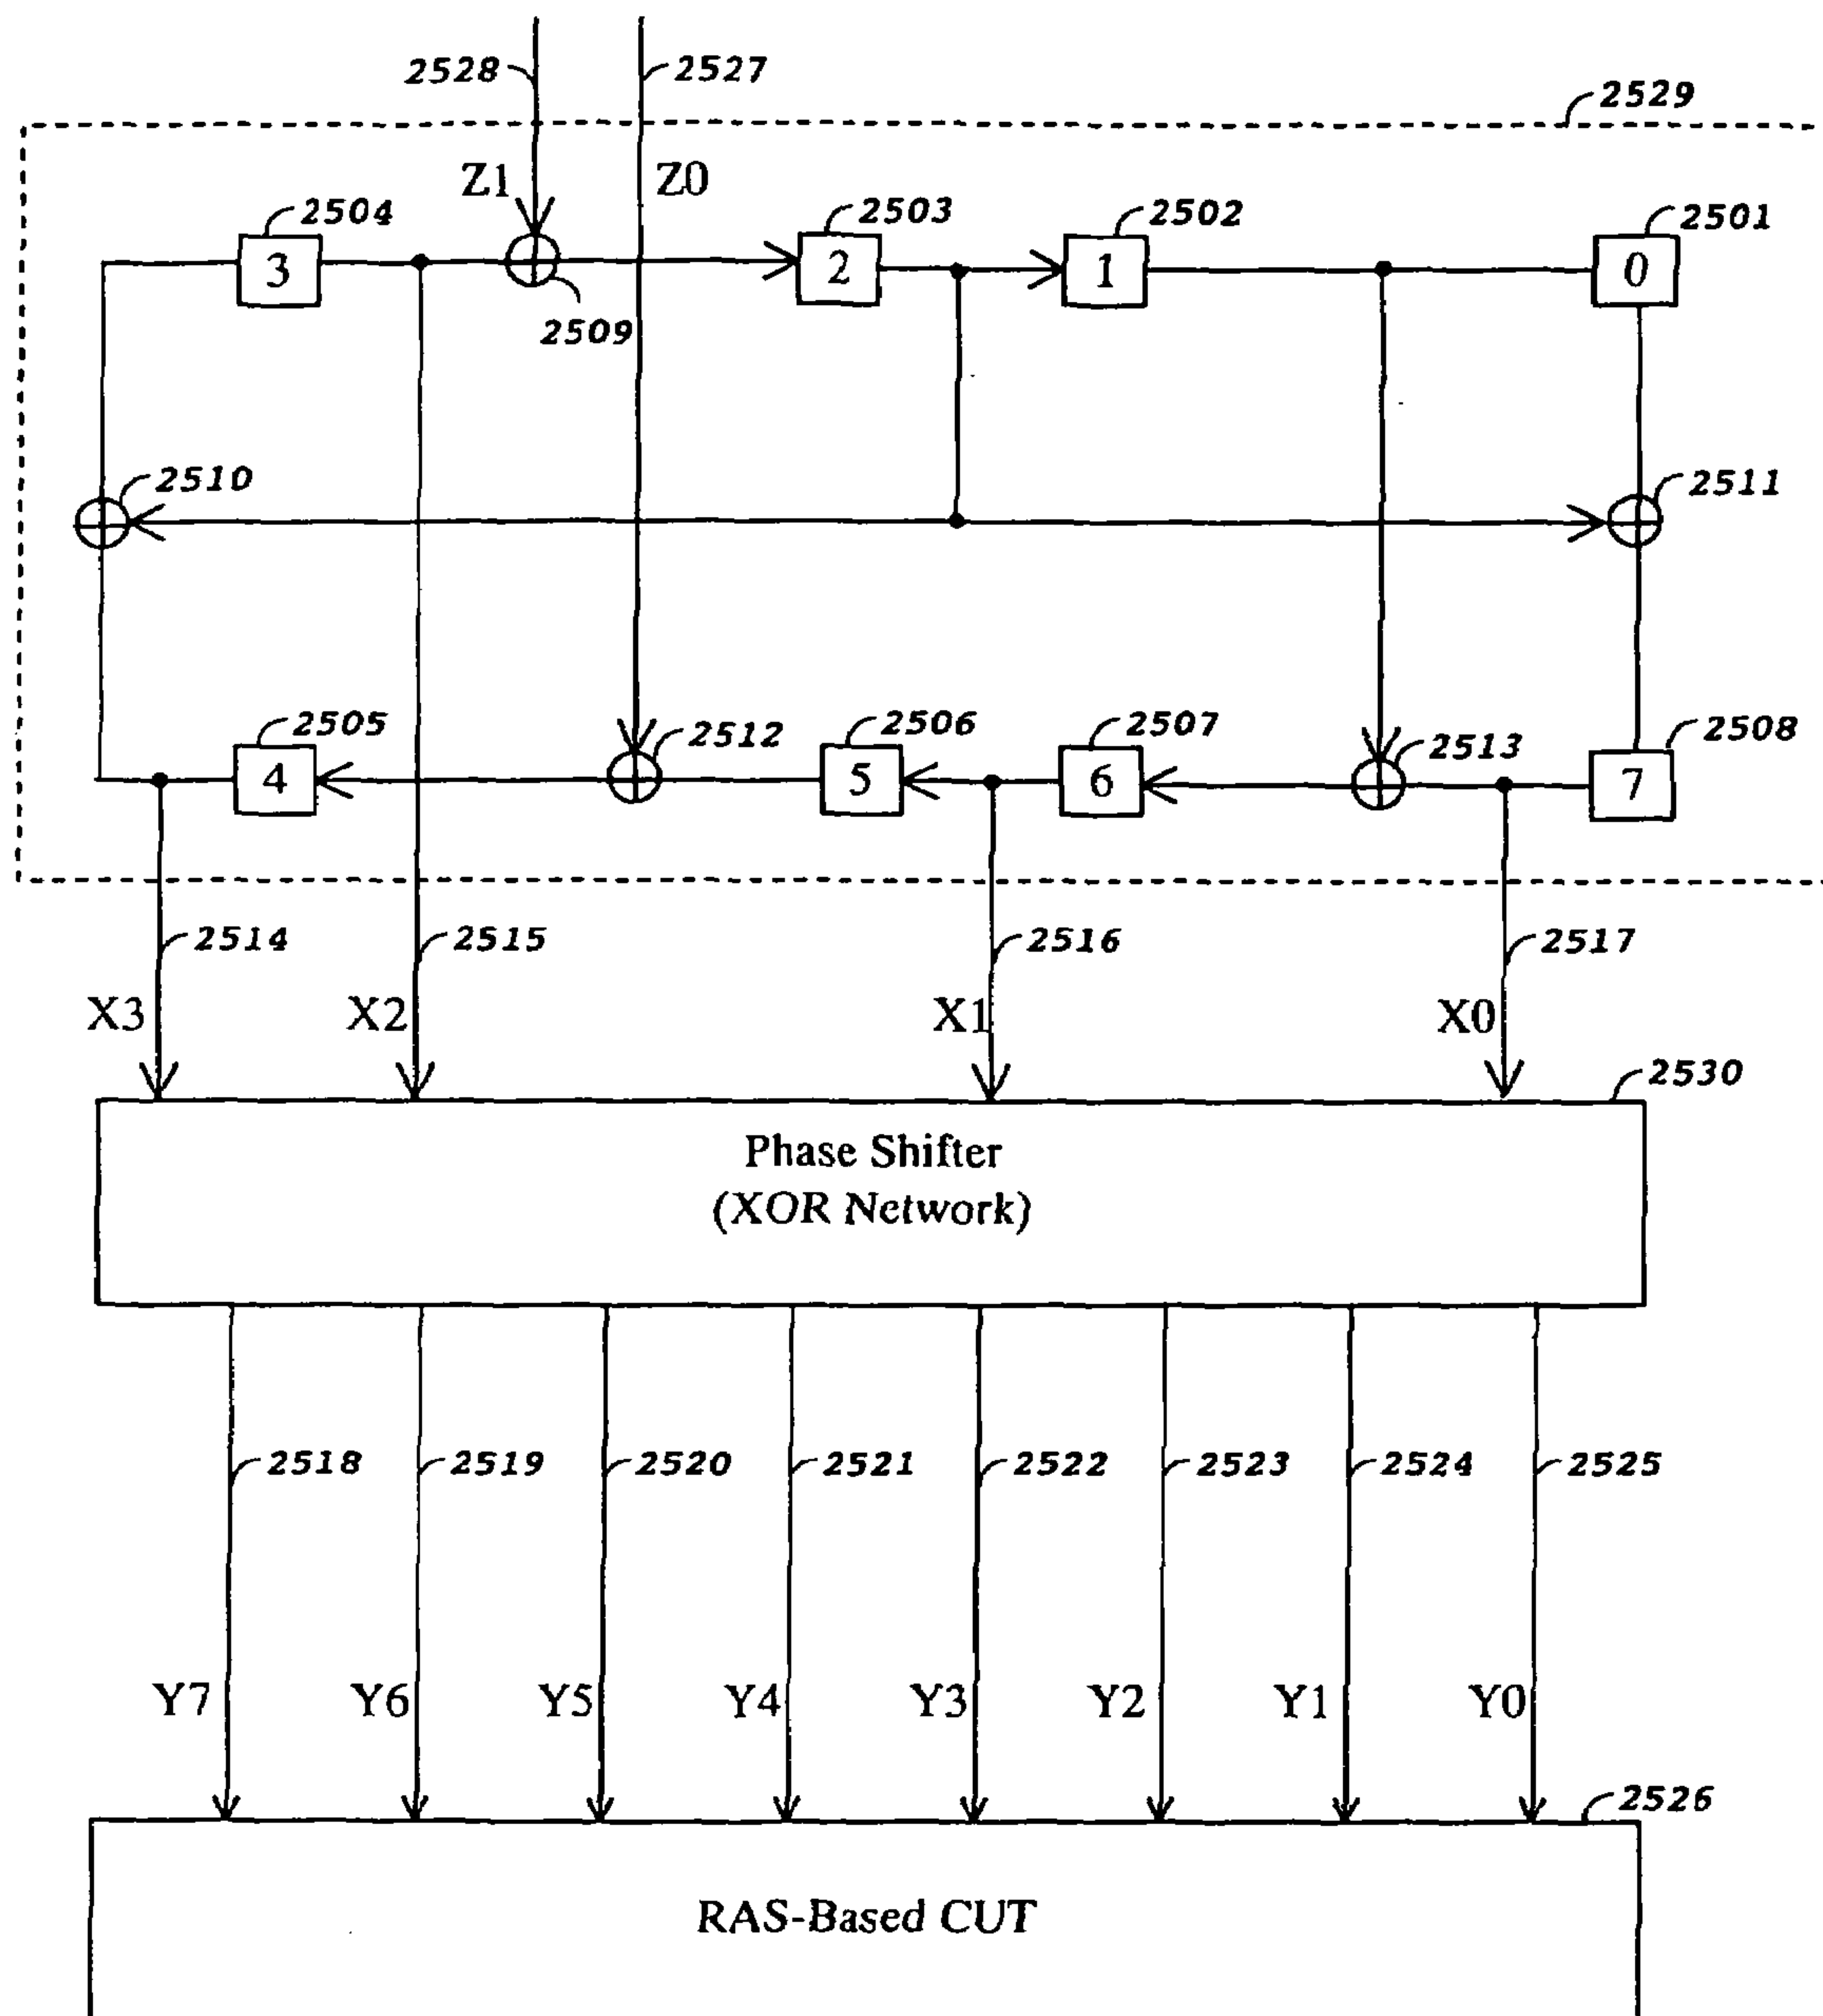 2528
2527
2529
Z1
Z0
2504
2503
2502
2501
3
2
1
0
2509
2510
2511
2505
2512
2506
2507
2513
2508
4
5
6
7
2514
2515
2516
2517
X3
X2
X1
X0
2530
Phase Shifter
(XOR Network)
2518
2519
2520
2521
2522
2523
2524
2525
Y7
Y6
Y5
Y4
Y3
Y2
Y1
Y0
2526
RAS-Based CUT